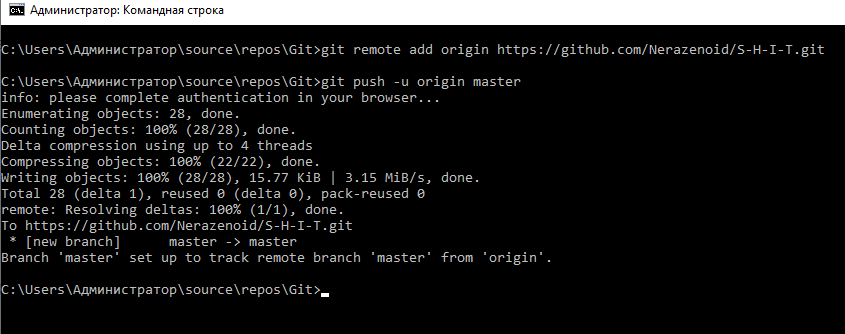 Администратор: Командная строка
C:\Users\Администратор\source\repos\Git>git remote add origin https://github.com/Nerazenoid/S-H-I-T.git
C:\Users\Администратор\source\repos\Git>git push -u origin master
info: please complete authentication in your browser...
Enumerating objects: 28, done.
Counting objects: 100% (28/28), done.
Delta compression using up to 4 threads
Compressing objects: 100% (22/22), done.
Writing objects: 100% (28/28), 15.77 KiB | 3.15 MiB/s, done.
Total 28 (delta 1), reused 0 (delta 0), pack-reused 0
remote: Resolving deltas: 100% (1/1), done.
To https://github.com/Nerazenoid/S-H-I-T.git
 * [new branch]      master -> master
Branch 'master' set up to track remote branch 'master' from 'origin'.
C:\Users\Администратор\source\repos\Git>